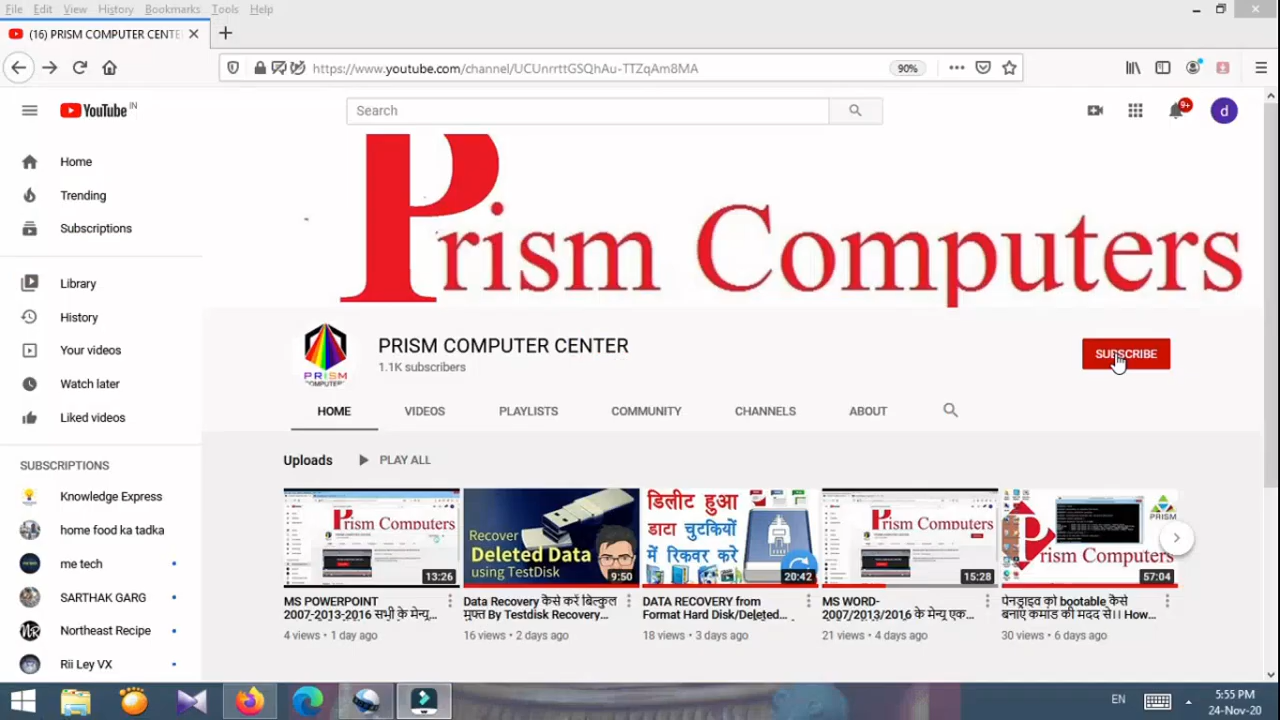 File Edit View History Bookmarks Tools Help
(16) PRISM COMPUTER CENTE
https://www.youtube.com/channel/UCUnrrttGSQhAu-TTZqAm8MA
90%
YouTube IN
Search
9+
d
Home
Trending
Subscriptions
Library
History
Your videos
Watch later
Liked videos
SUBSCRIPTIONS
Knowledge Express
home food ka tadka
me tech
SARTHAK GARG
Northeast Recipe
Rii Ley VX
Prism Computers
PRISM
COMPUTERS
PRISM COMPUTER CENTER
1.1K subscribers
SUBSCRIBE
HOME VIDEOS PLAYLISTS COMMUNITY CHANNELS ABOUT
Uploads PLAY ALL
Prism Computers
13:26
MS POWERPOINT
2007-2013-2016 सभी के मेन्यू...
4 views • 1 day ago
Recover
Deleted Data
using TestDisk
9:50
Data Recovery कैसे करें बिल्कुल
मुफ्त By Testdisk Recovery...
16 views • 2 days ago
डिलीट हुआ
डाटा चुटकियों
में रिकवर करे
20:42
DATA RECOVERY from
Format Hard Disk/Deleted...
18 views • 3 days ago
Prism Computers
15:28
MS WORD-
2007/2013/2016 के मेन्यू एक...
21 views • 4 days ago
PRISM
Prism Computers
57:04
पेनड्राइव को bootable कैसे
बनाएं कमांड की मदद से।। How...
30 views • 6 days ago
EN
5:55 PM
24-Nov-20